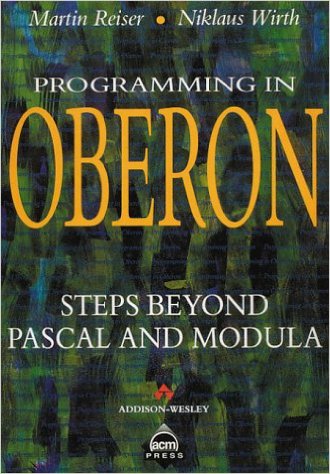 Martin Reiser • Niklaus Wirth
PROGRAMMING IN
OBERON
STEPS BEYOND
PASCAL AND MODULA
ADDISON-WESLEY
acm
PRESS